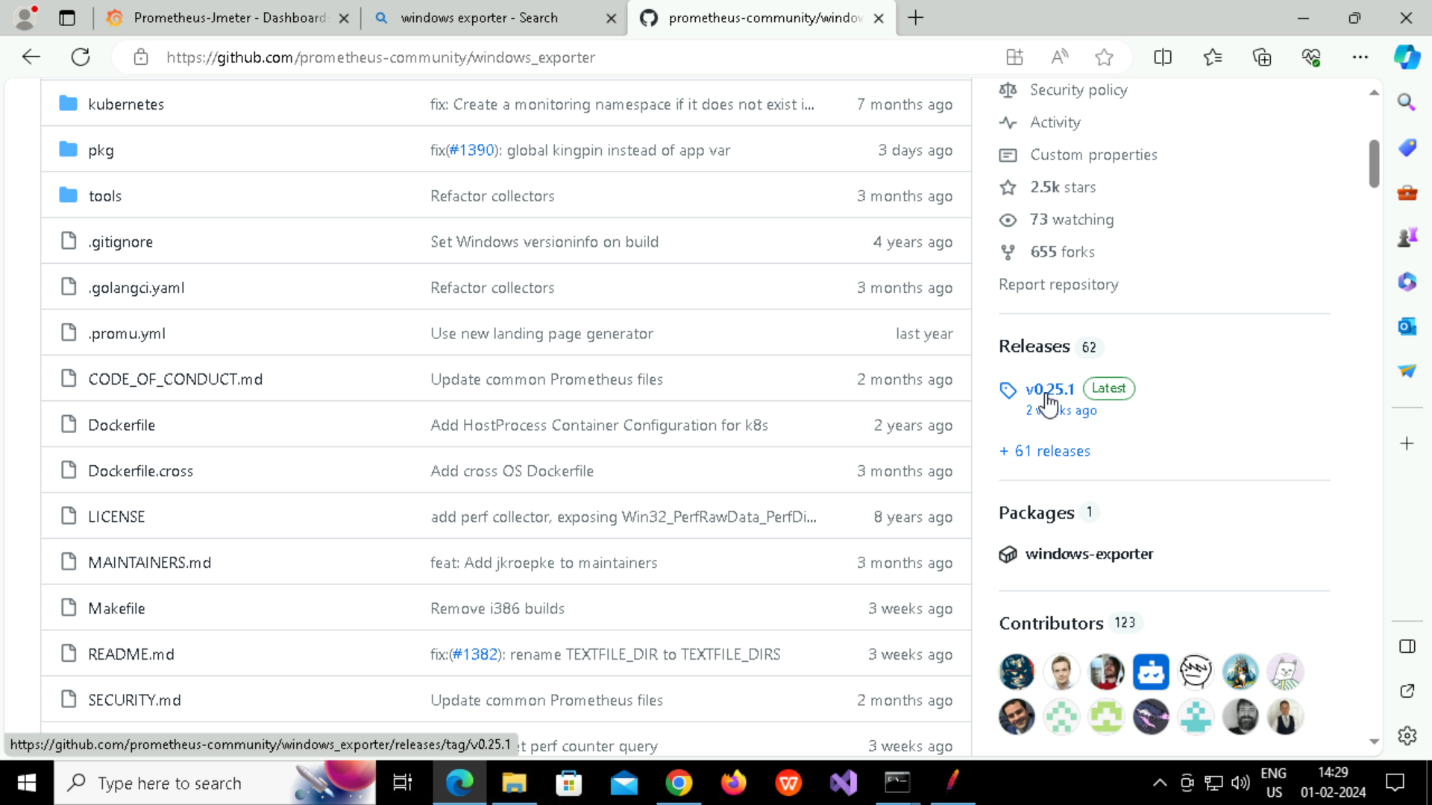 Prometheus-Jmeter - Dashboard:
windows exporter - Search
prometheus-community/windo
https://github.com/prometheus-community/windows_exporter
kubernetes fix: Create a monitoring namespace if it does not exist i... 7 months ago
pkg fix(#1390): global kingpin instead of app var 3 days ago
tools Refactor collectors 3 months ago
.gitignore Set Windows versioninfo on build 4 years ago
.golangci.yaml Refactor collectors 3 months ago
.promu.yml Use new landing page generator last year
CODE_OF_CONDUCT.md Update common Prometheus files 2 months ago
Dockerfile Add HostProcess Container Configuration for k8s 2 years ago
Dockerfile.cross Add cross OS Dockerfile 3 months ago
LICENSE add perf collector, exposing Win32_PerfRawData_PerfDi... 8 years ago
MAINTAINERS.md feat: Add jkroepke to maintainers 3 months ago
Makefile Remove i386 builds 3 weeks ago
README.md fix:(#1382): rename TEXTFILE_DIR to TEXTFILE_DIRS 3 weeks ago
SECURITY.md Update common Prometheus files 2 months ago
perf counter query 3 weeks ago
Security policy
Activity
Custom properties
2.5k stars
73 watching
655 forks
Report repository
Releases 62
v0.25.1 Latest
2 weeks ago
+ 61 releases
Packages 1
windows-exporter
Contributors 123
https://github.com/prometheus-community/windows_exporter/releases/tag/v0.25.1
Type here to search
ENG
US
14:29
01-02-2024